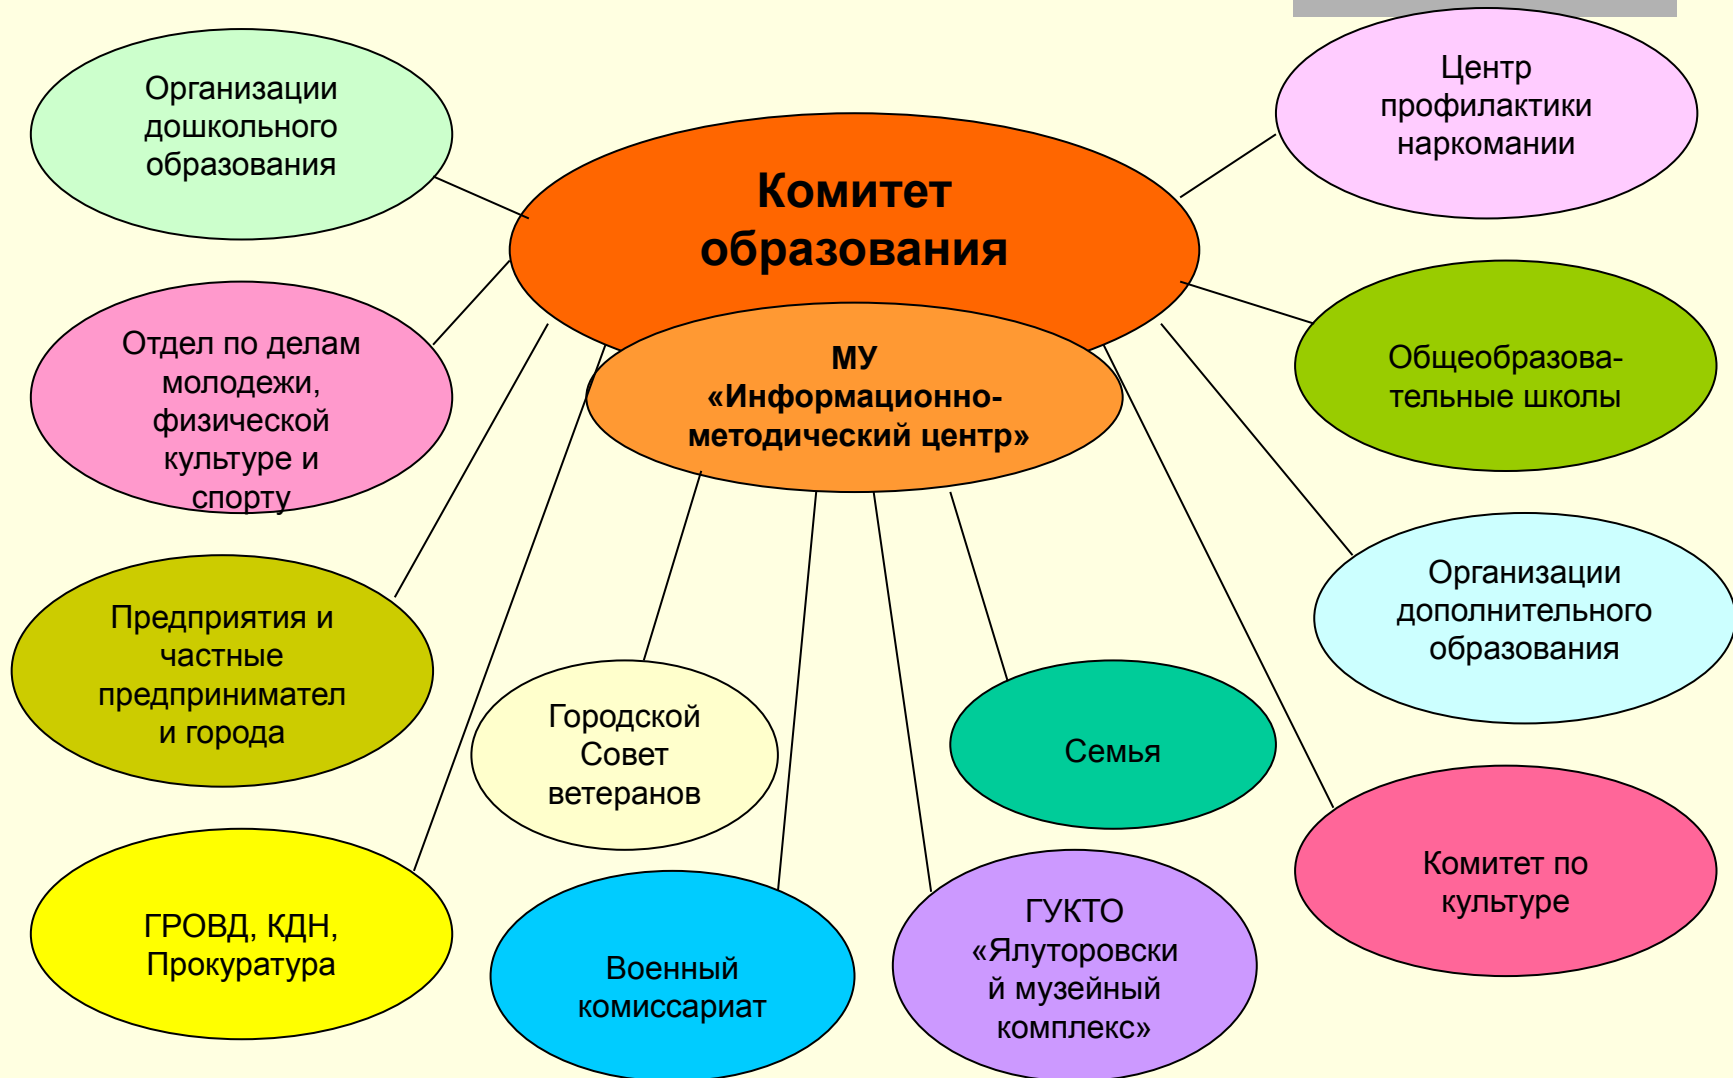 Организации
дошкольного
образования
Центр
профилактики
наркомании
Комитет
образования
Отдел по делам
молодежи,
физической
культуре и
спорту
МУ
«Информационно-
методический центр»
Общеобразова-
тельные школы
Предприятия и
частные
предпринимател
и города
Организации
дополнительного
образования
Городской
Совет
ветеранов
Семья
ГРОВД, КДН,
Прокуратура
Военный
комиссариат
ГУКТО
«Ялуторовски
й музейный
комплекс»
Комитет по
культуре